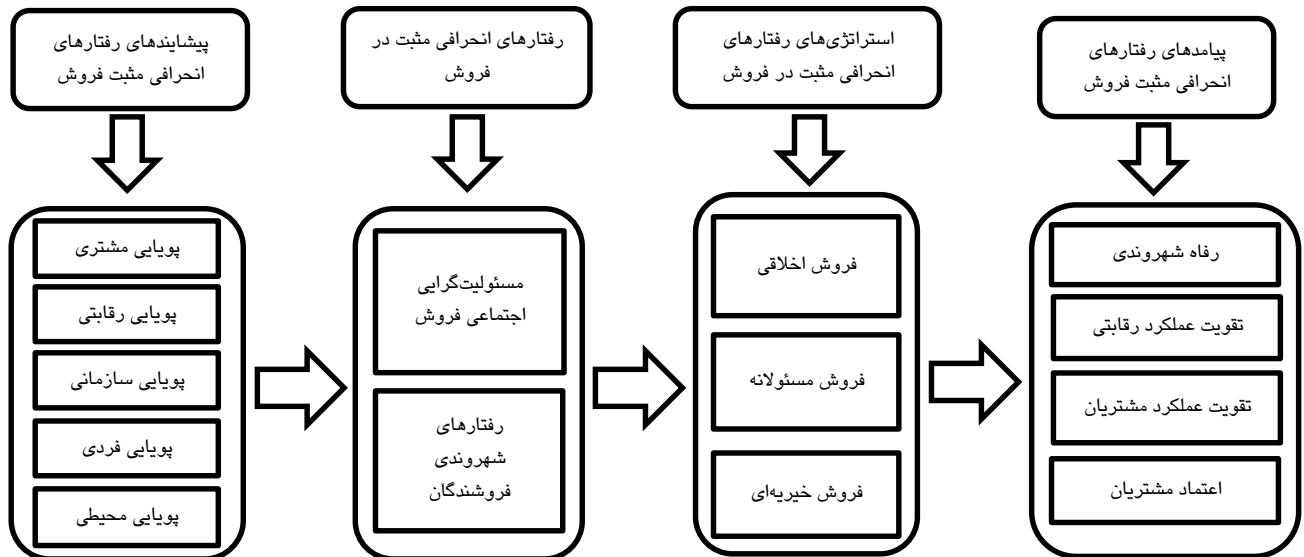 پیشایندهای رفتارهای
انحرافی مثبت فروش
رفتارهای انحرافی مثبت در
فروش
استراتژی‌های رفتارهای
انحرافی مثبت در فروش
پیامدهای رفتارهای
انحرافی مثبت فروش
پویایی مشتری
پویایی رقابتی
پویایی سازمانی
پویایی فردی
پویایی محیطی
مسئولیت‌گرایی
اجتماعی فروش
رفتارهای
شهروندی
فروشندگان
فروش اخلاقی
فروش مسئولانه
فروش خیریه‌ای
رفاه شهروندی
تقویت عملکرد رقابتی
تقویت عملکرد مشتریان
اعتماد مشتریان